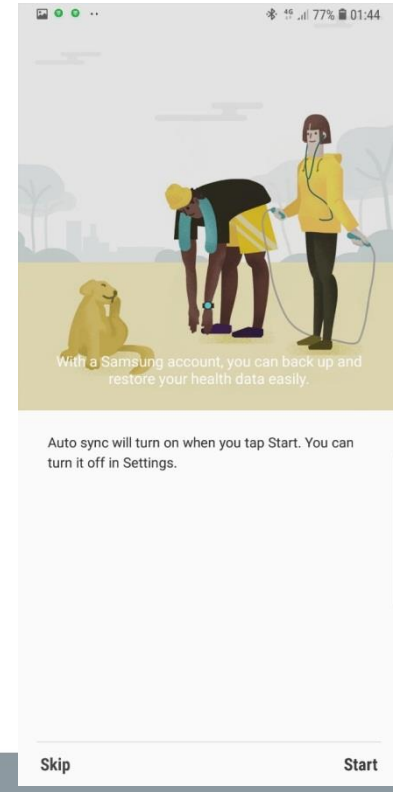 4G 77% 01:44
With a Samsung account, you can back up and
restore your health data easily.
Auto sync will turn on when you tap Start. You can
turn it off in Settings.
Skip Start